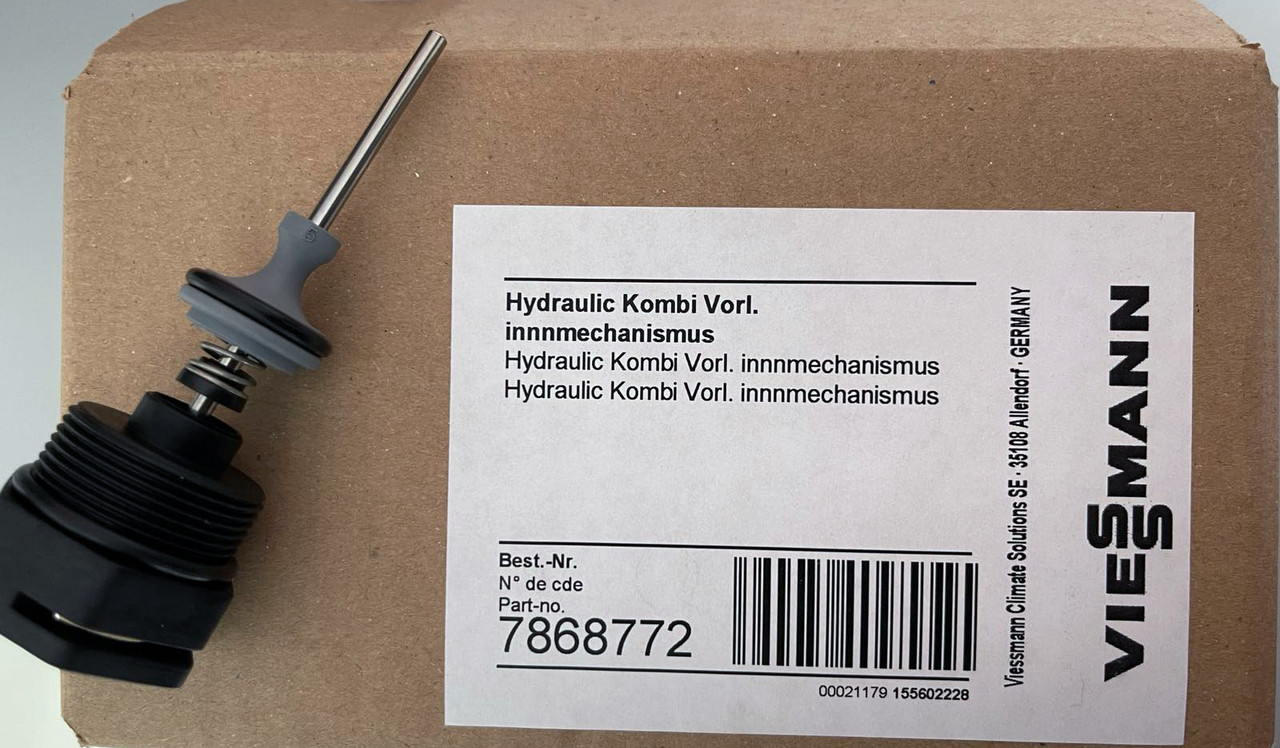 Hydraulic Kombi Vorl.
innnmechanismus
Hydraulic Kombi Vorl. innnmechanismus
Hydraulic Kombi Vorl. innnmechanismus
Best.-Nr.
N° de cde
Part-no.
7868772
00021179 155602228
Viessmann Climate Solutions SE · 35108 Allendorf · GERMANY
VIESSMANN